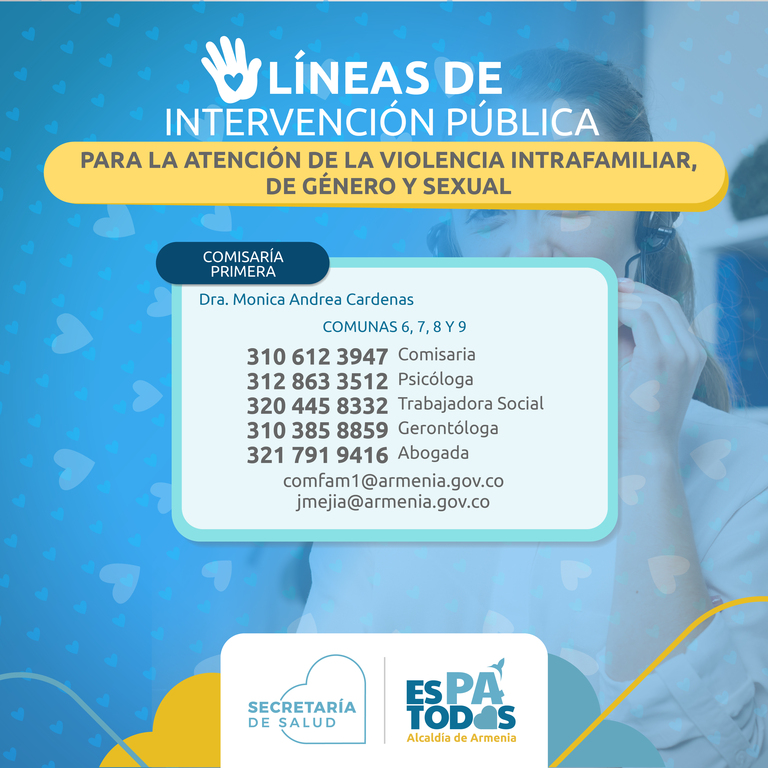 LÍNEAS DE
INTERVENCIÓN PÚBLICA
PARA LA ATENCIÓN DE LA VIOLENCIA INTRAFAMILIAR,
DE GÉNERO Y SEXUAL
COMISARÍA
PRIMERA
Dra. Monica Andrea Cardenas
COMUNAS 6, 7, 8 Y 9
310 612 3947 Comisaria
312 863 3512 Psicóloga
320 445 8332 Trabajadora Social
310 385 8859 Gerontóloga
321 791 9416 Abogada
comfam1@armenia.gov.co
jmejia@armenia.gov.co
SECRETARÍA
DE SALUD
ES PA
TODOS
Alcaldía de Armenia